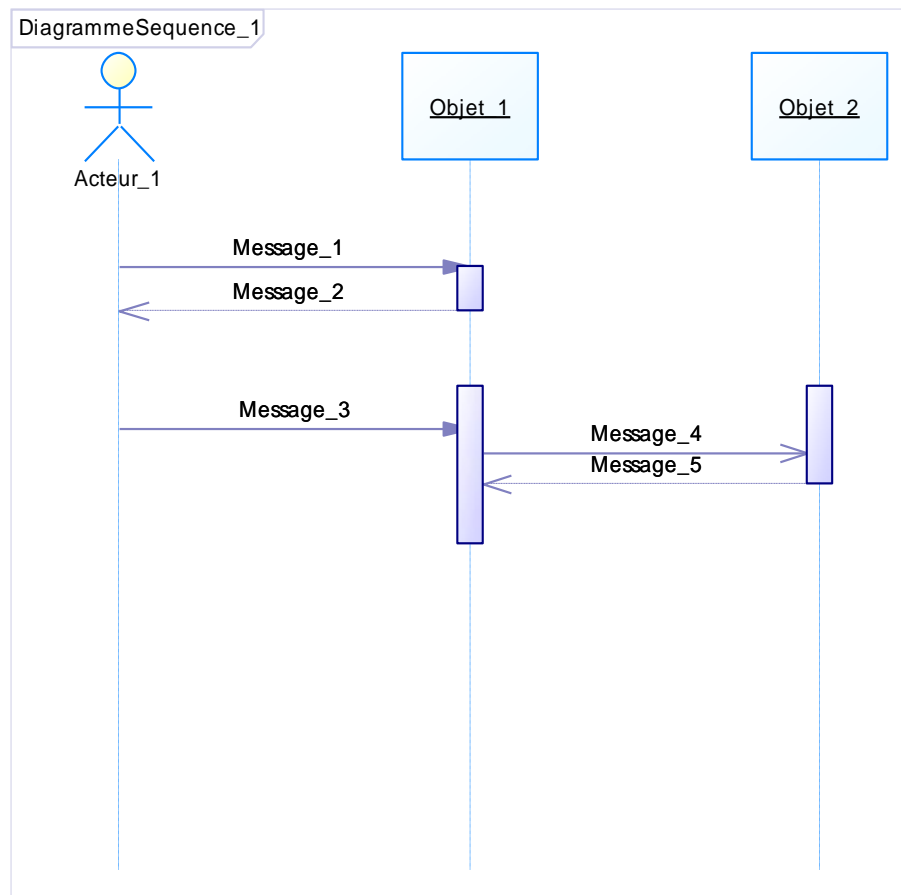 DiagrammeSequence_1
Objet_1
Objet_2
Acteur_1
Message_1
Message_2
Message_3
Message_4
Message_5